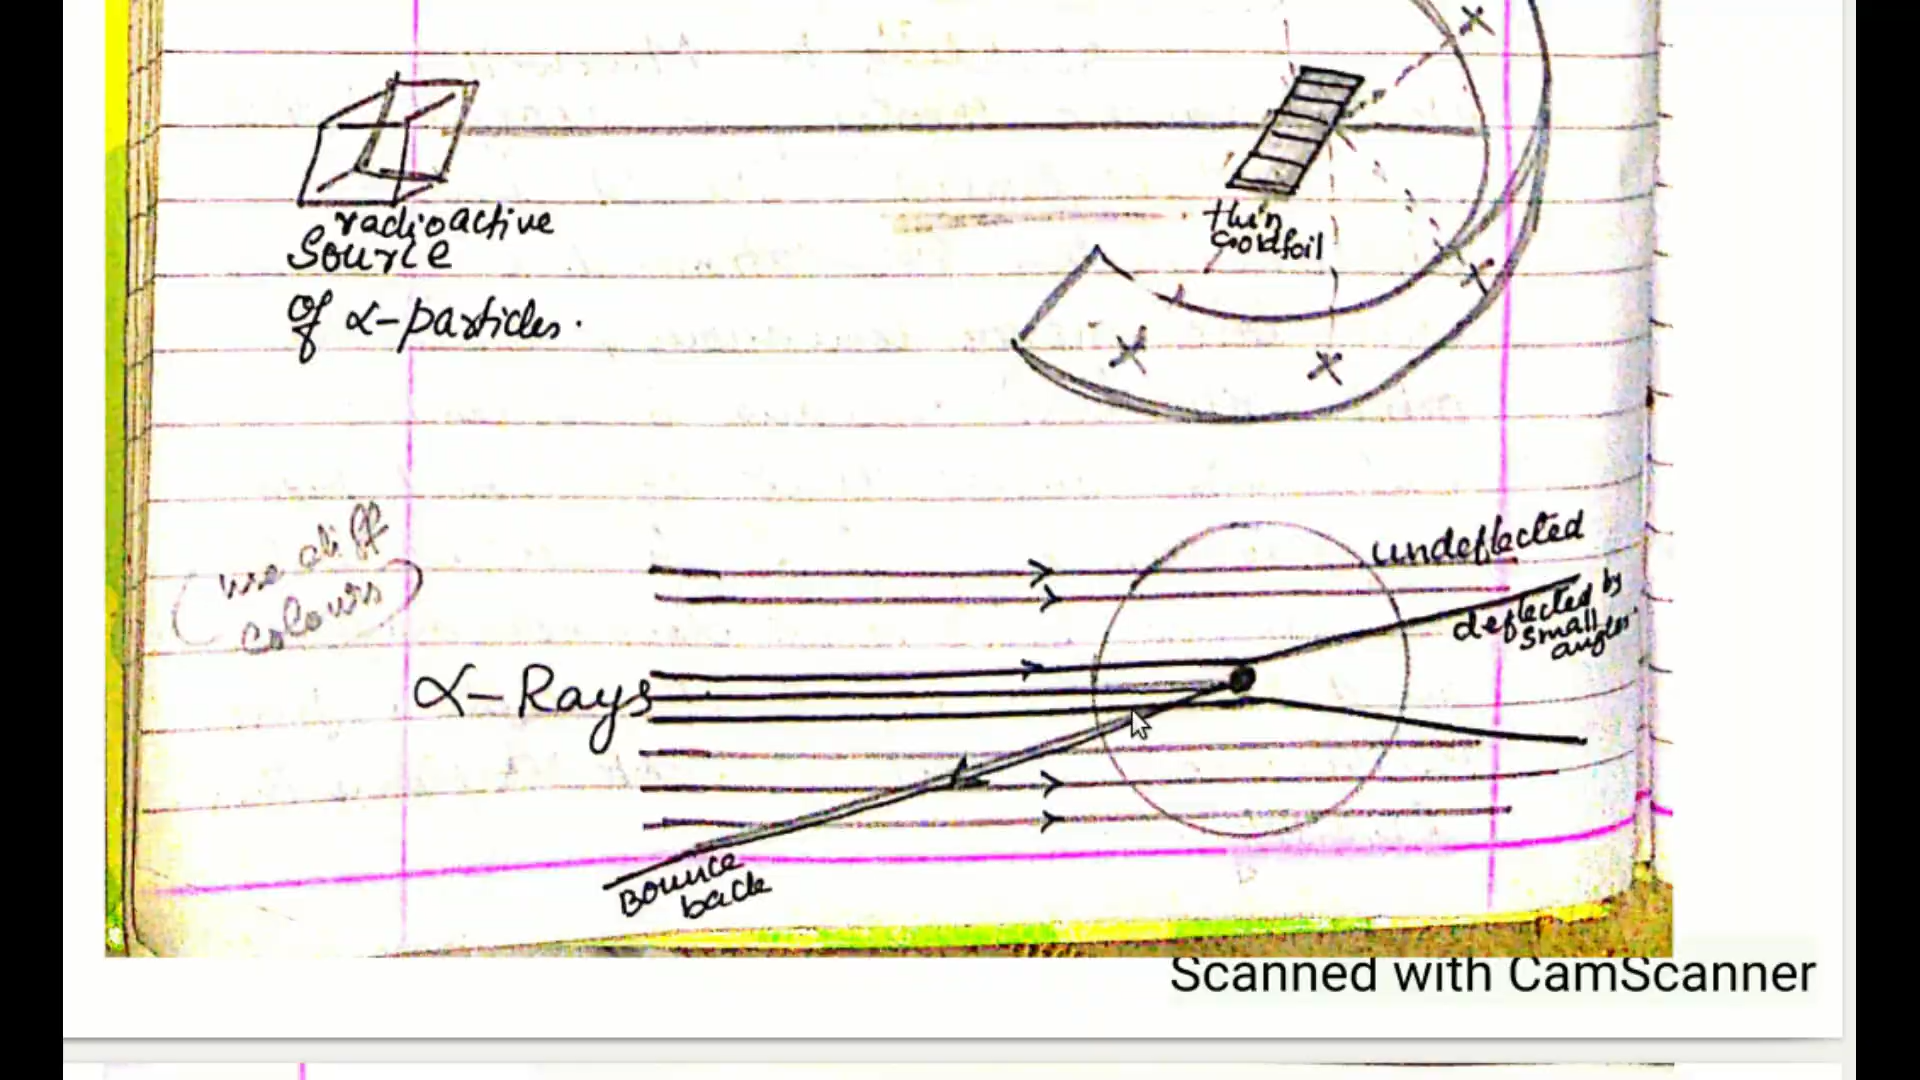 radioactive
Source
of α-particles.
thin
Goldfoil
use diff
colours
undeflected
deflected by
small
angles.
α-Rays
Bounce
back
Scanned with CamScanner